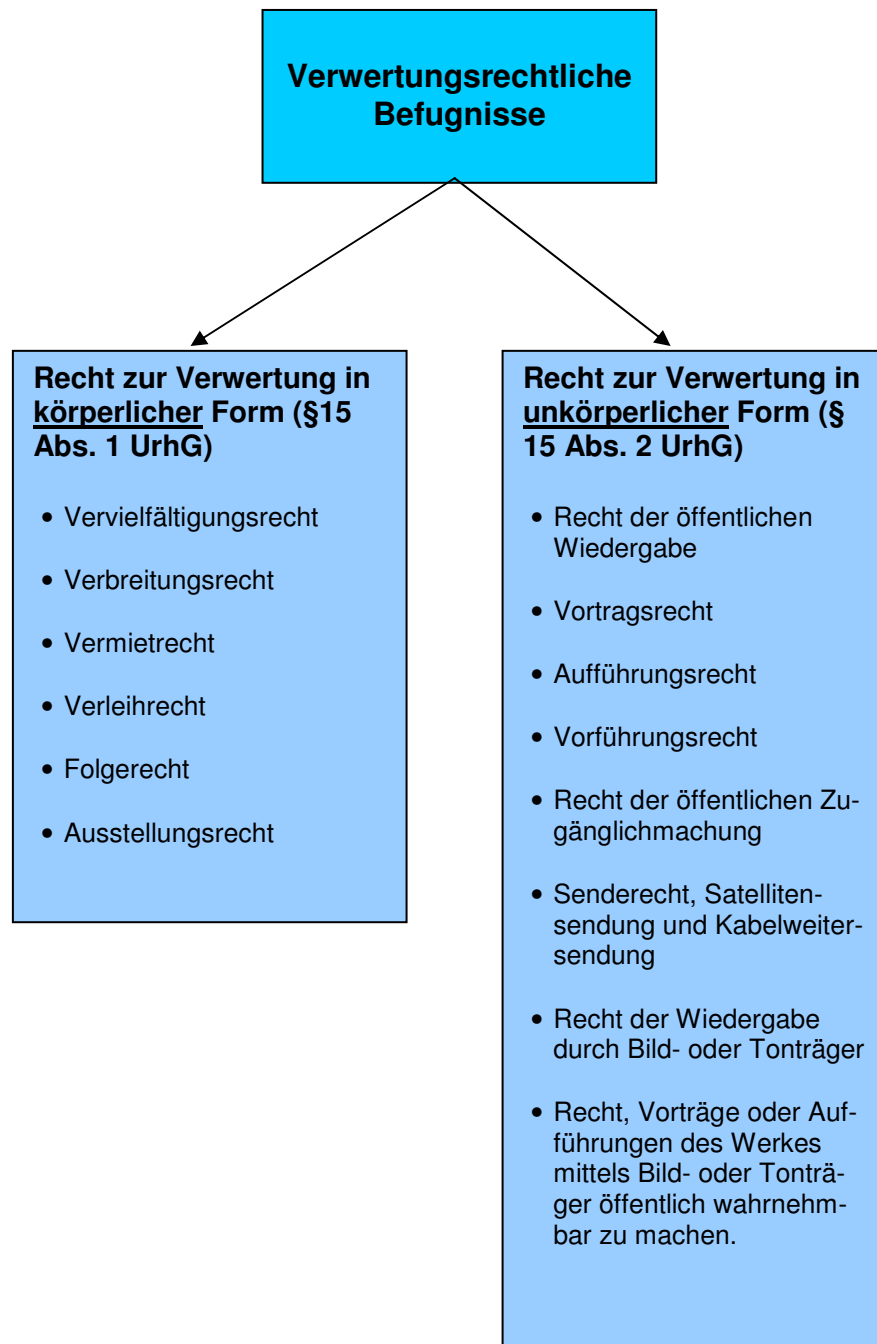 Verwertungsrechtliche
Befugnisse
Recht zur Verwertung in
körperlicher Form (§15
Abs. 1 UrhG)
• Vervielfältigungsrecht
• Verbreitungsrecht
• Vermietrecht
• Verleihrecht
• Folgerecht
• Ausstellungsrecht
Recht zur Verwertung in
unkörperlicher Form (§
15 Abs. 2 UrhG)
• Recht der öffentlichen
Wiedergabe
• Vortragsrecht
• Aufführungsrecht
• Vorführungsrecht
• Recht der öffentlichen Zu-
gänglichmachung
• Senderecht, Satelliten-
sendung und Kabelweiter-
sendung
• Recht der Wiedergabe
durch Bild- oder Tonträger
• Recht, Vorträge oder Auf-
führungen des Werkes
mittels Bild- oder Tonträ-
ger öffentlich wahrnehm-
bar zu machen.